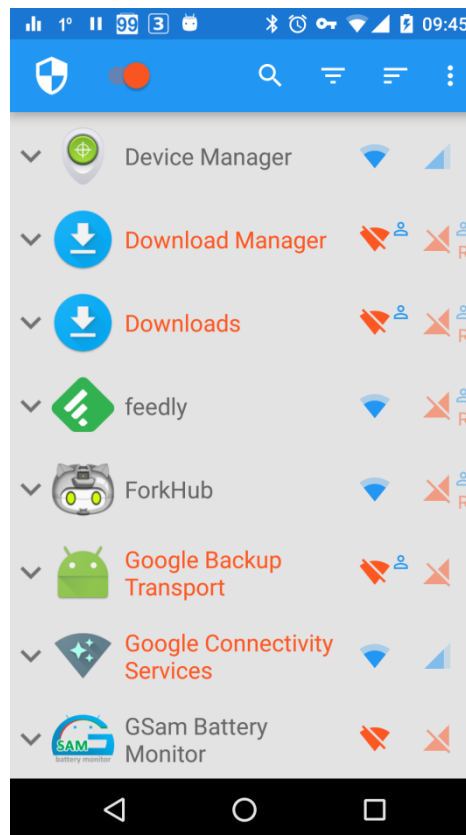 1° 99 3 09:45
Device Manager
Download Manager
R
Downloads
R
feedly
R
ForkHub
R
Google Backup
Transport
Google Connectivity
Services
GSam Battery
Monitor
SAM
battery monitor